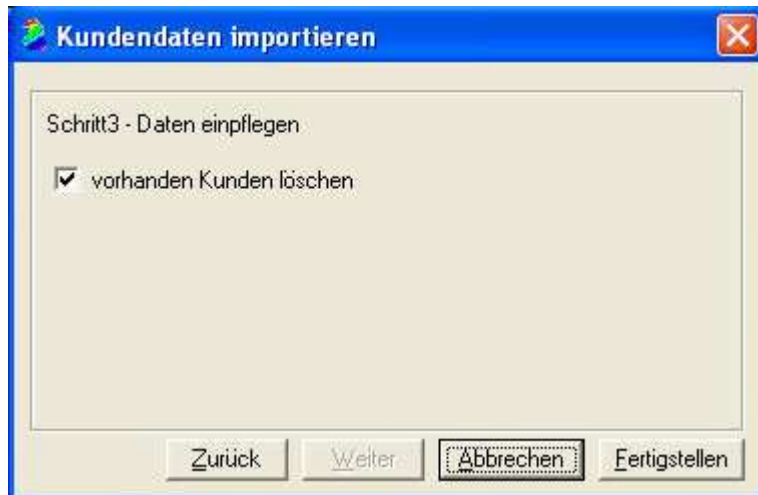 Kundendaten importieren
Schritt3 - Daten einpflegen
vorhanden Kunden löschen
Zurück Weiter Abbrechen Fertigstellen